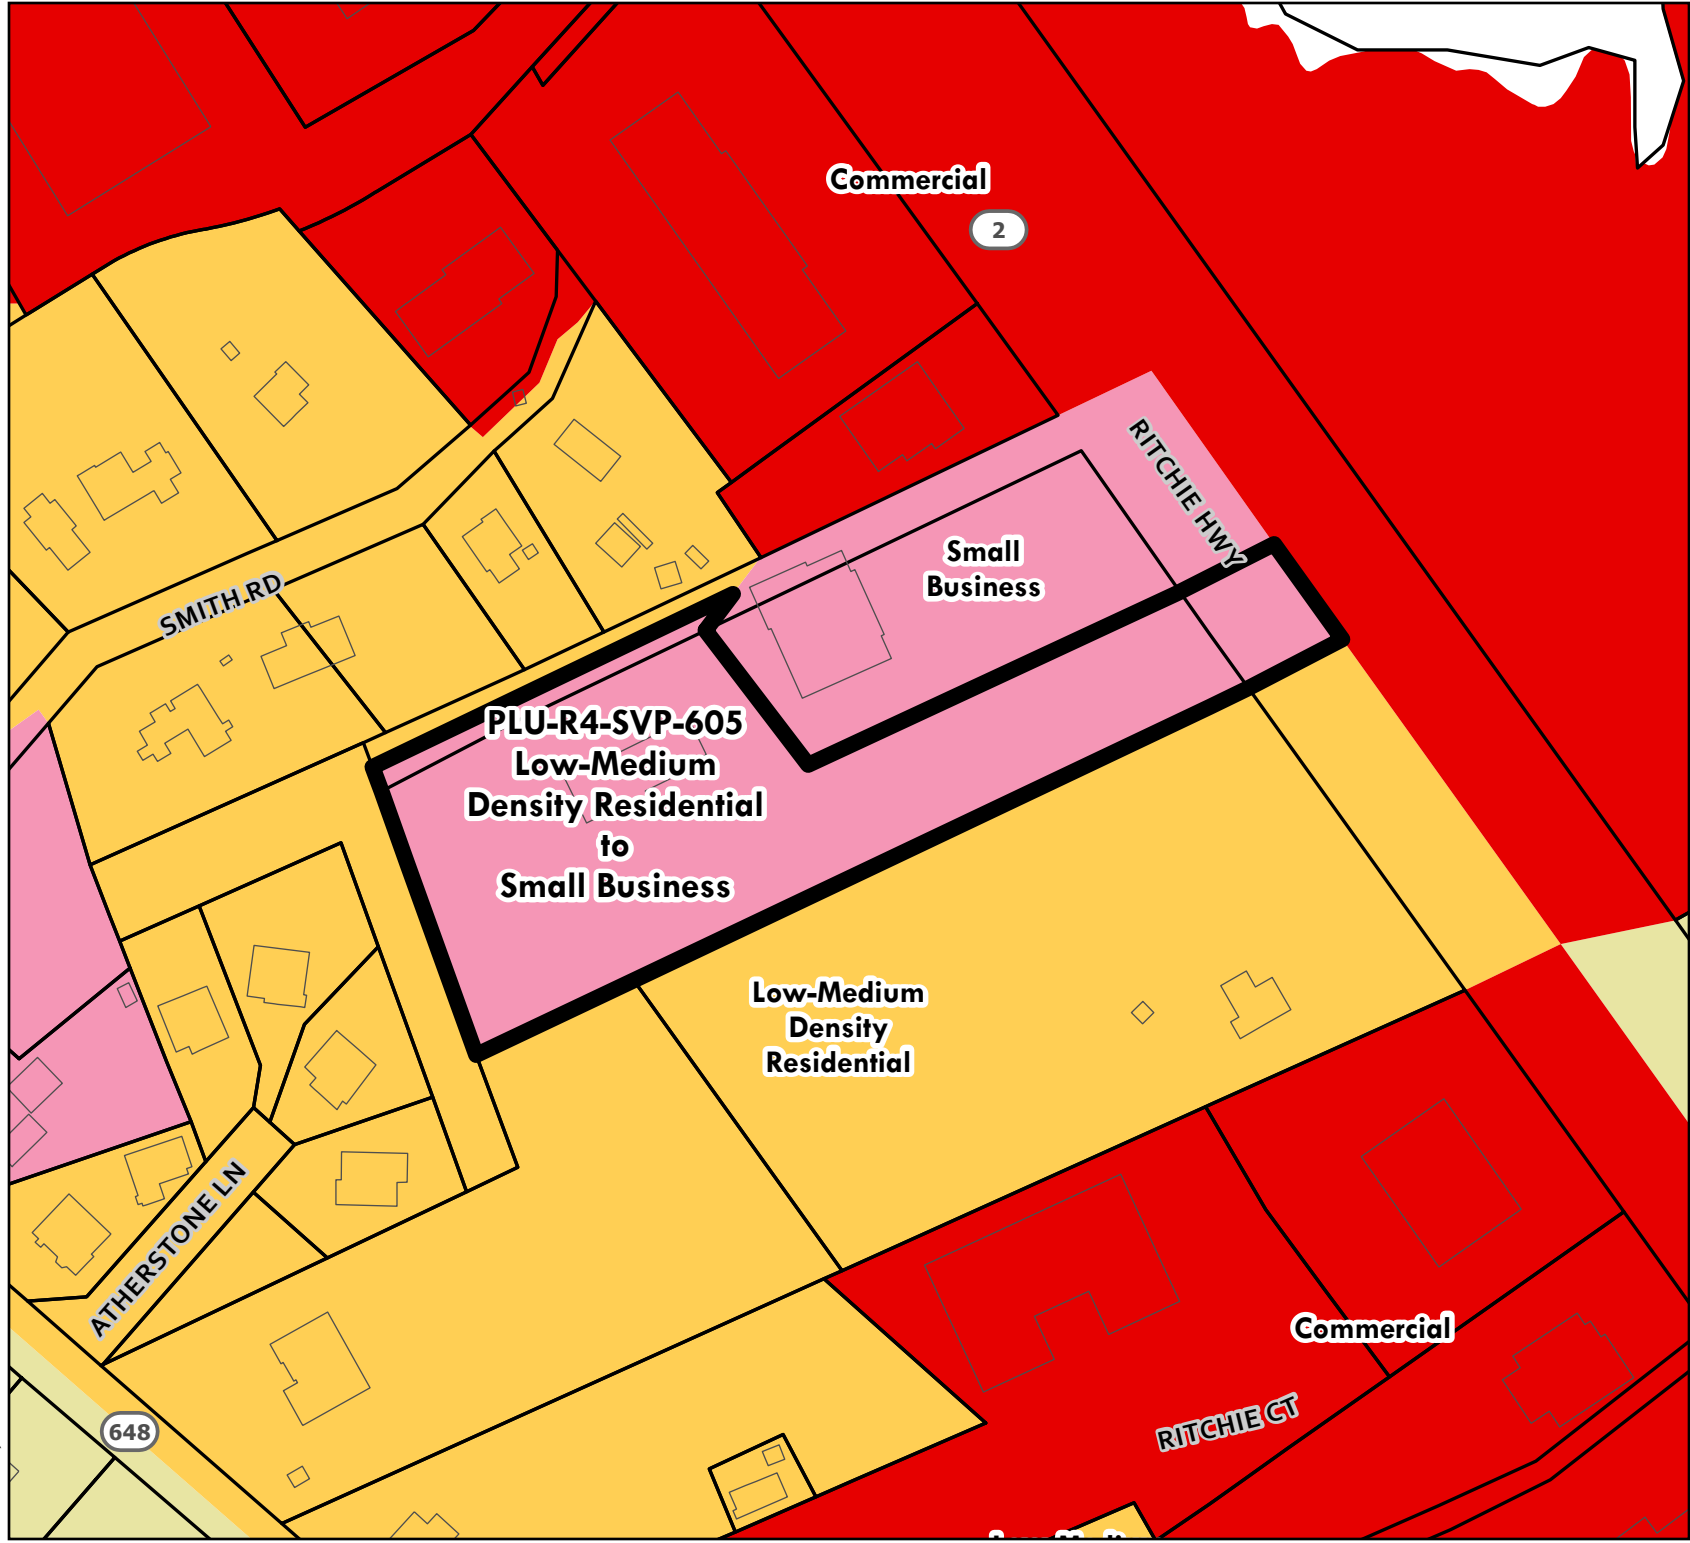 Commercial
2
RITCHIE HWY
Small
Business
SMITH RD
PLU-R4-SVP-605
Low-Medium
Density Residential
to
Small Business
Low-Medium
Density
Residential
ATHERSTONE LN
Commercial
RITCHIE CT
648